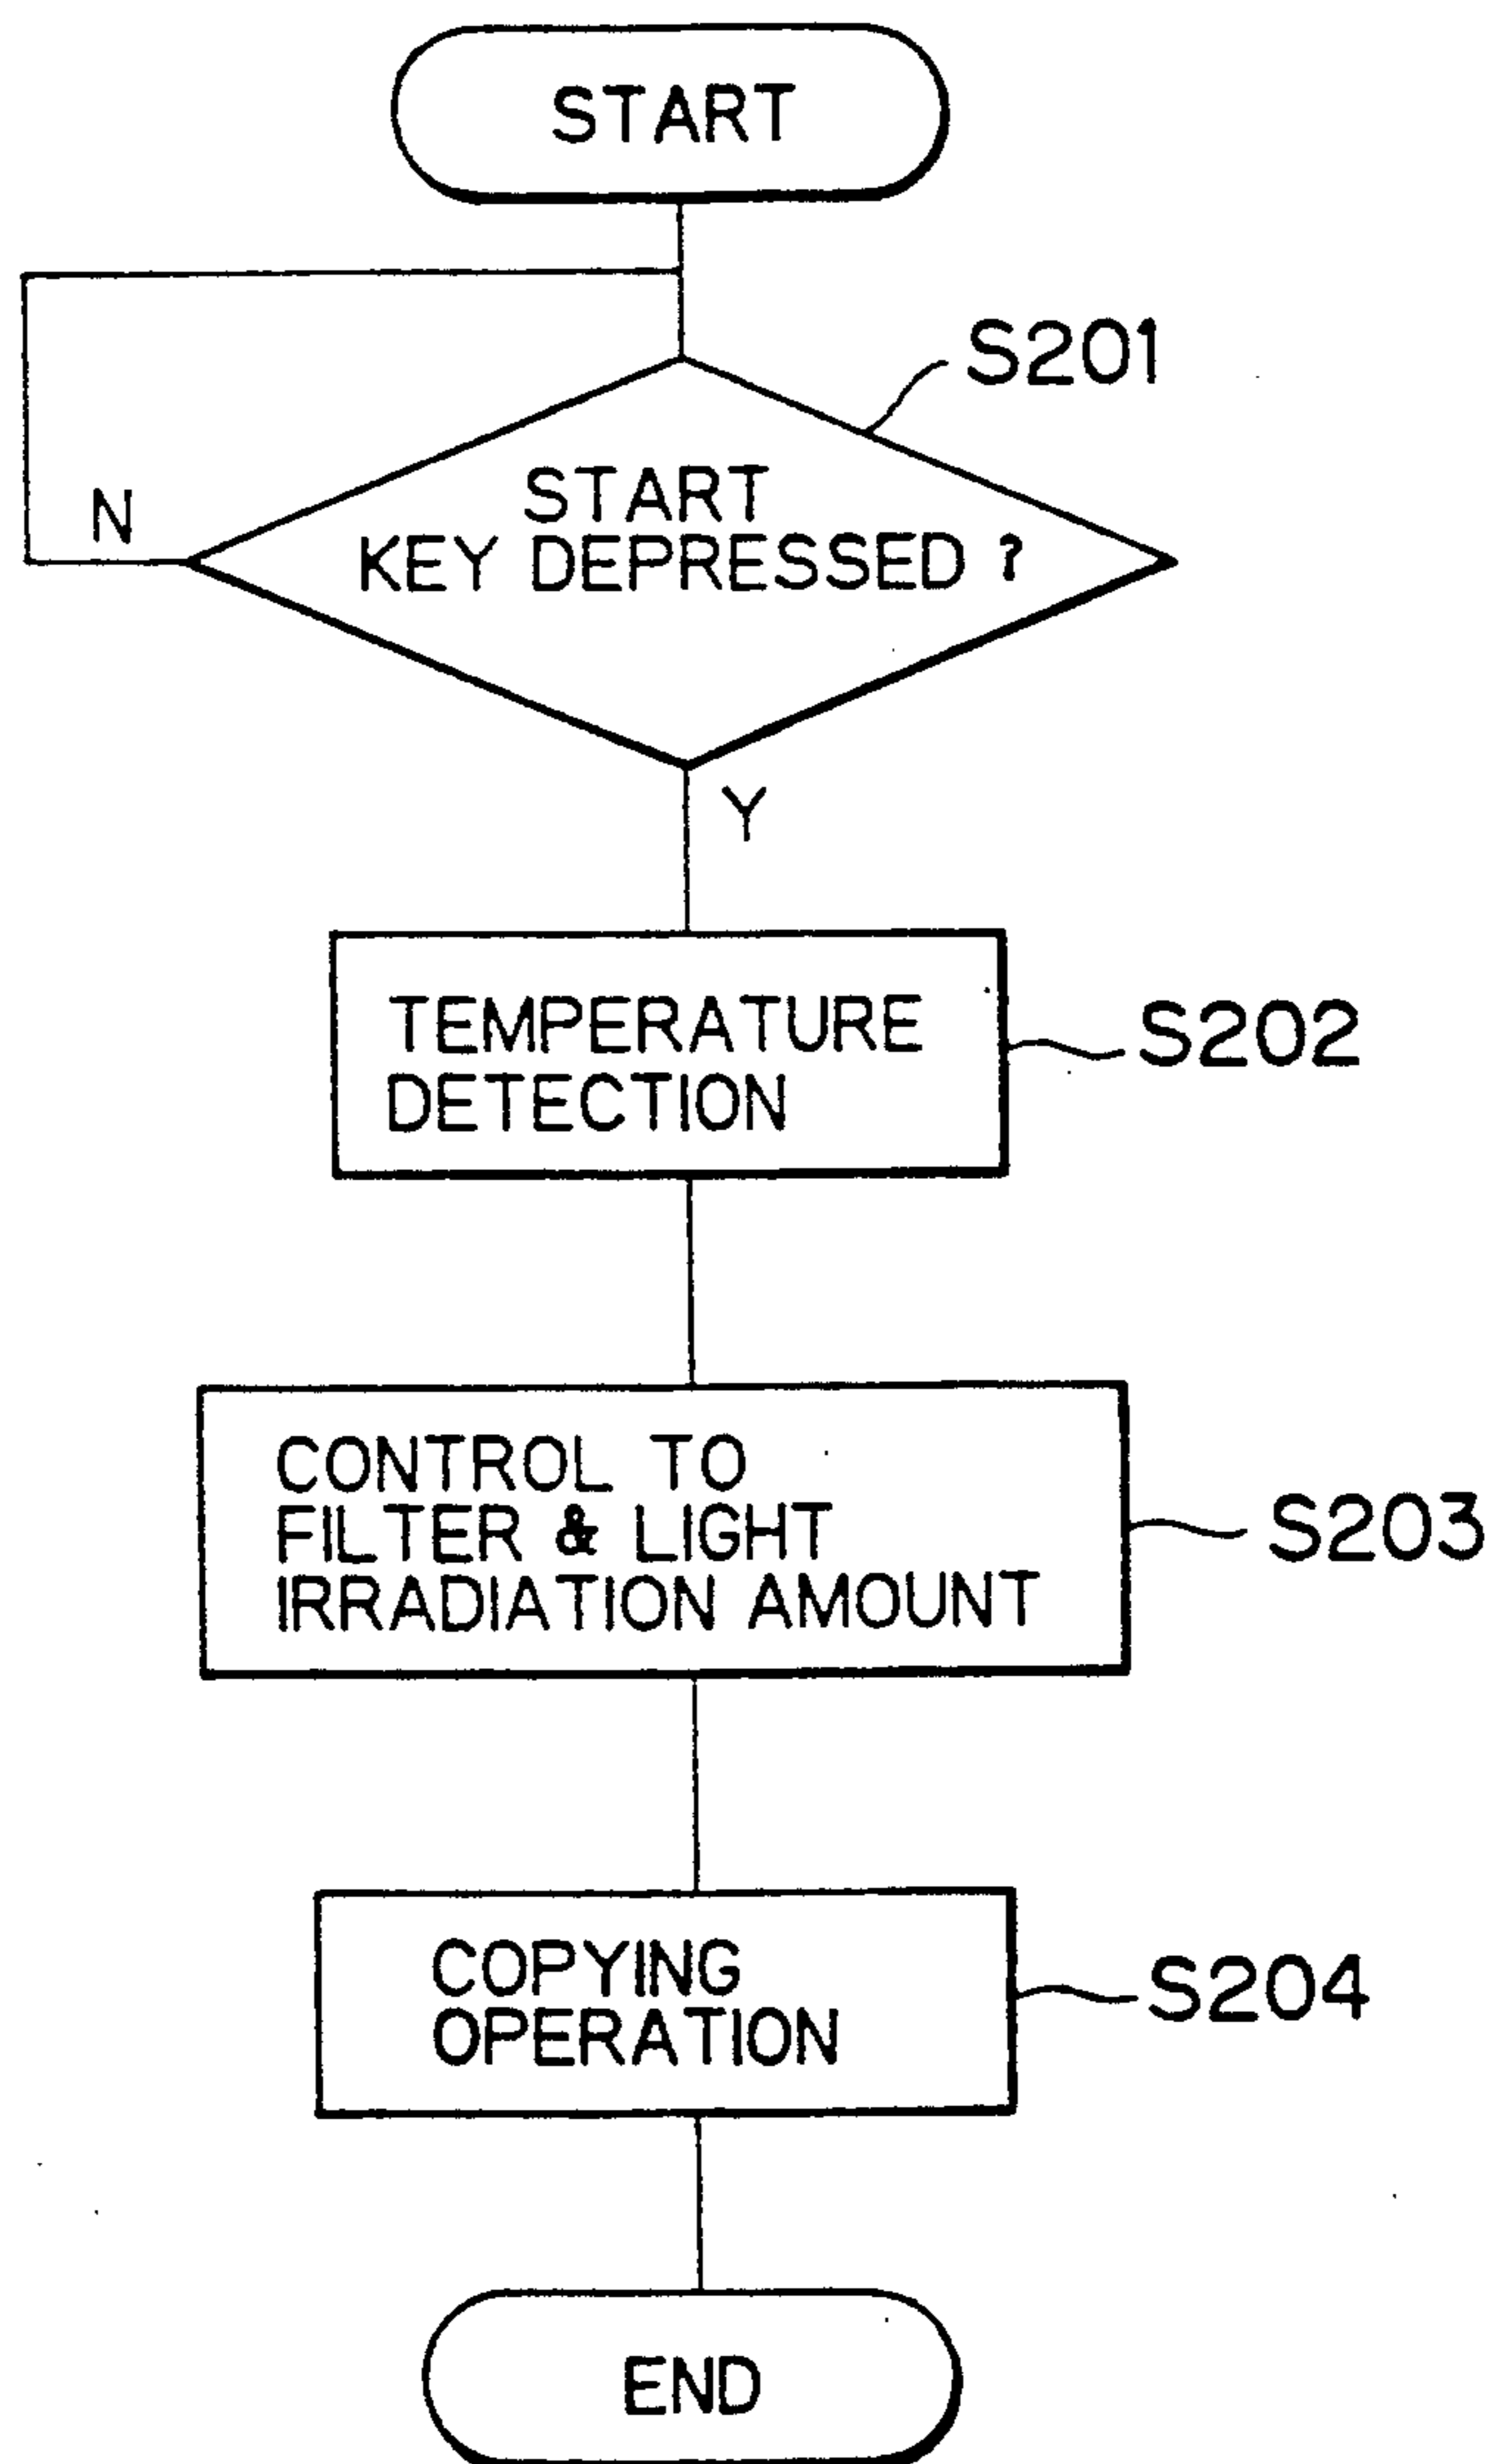 START
S201
START
KEY DEPRESSED ?
N
Y
TEMPERATURE
DETECTION
S202
CONTROL TO
FILTER & LIGHT
IRRADIATION AMOUNT
S203
COPYING
OPERATION
S204
END